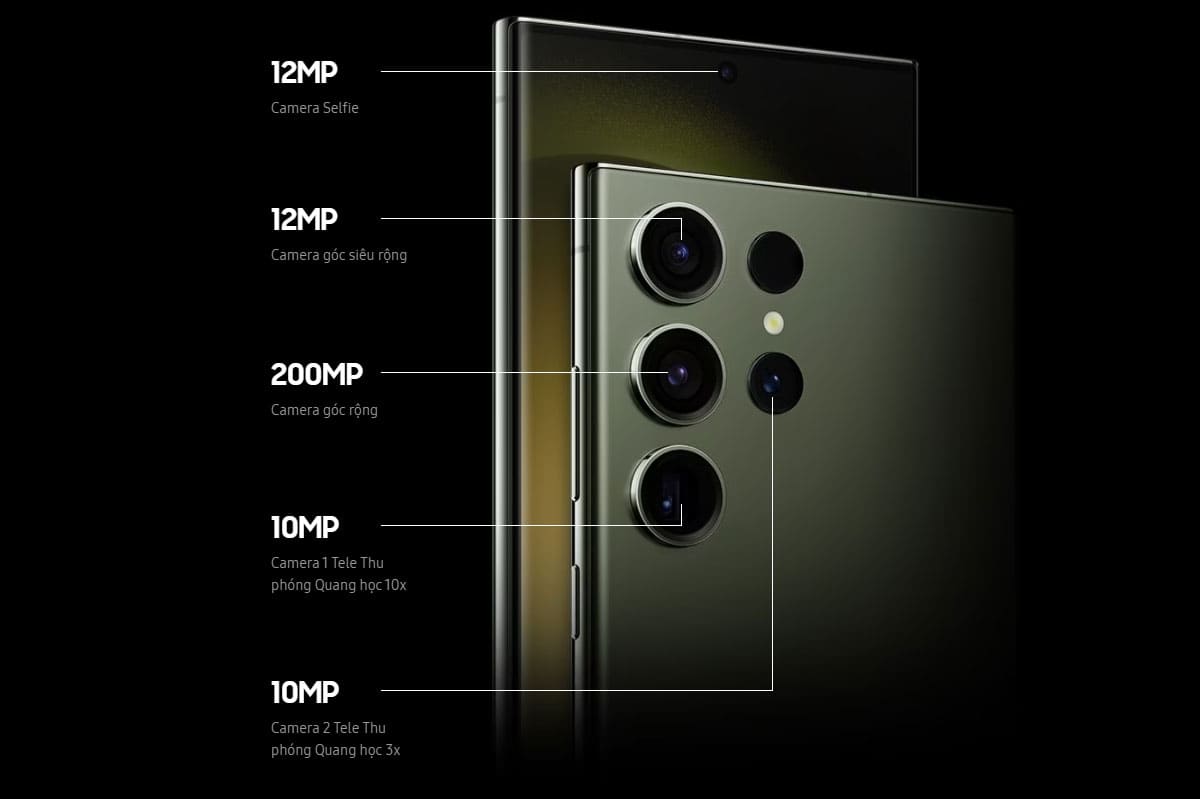 12MP
Camera Selfie
12MP
Camera góc siêu rộng
200MP
Camera góc rộng
10MP
Camera 1 Tele Thu
phóng Quang học 10x
10MP
Camera 2 Tele Thu
phóng Quang học 3x